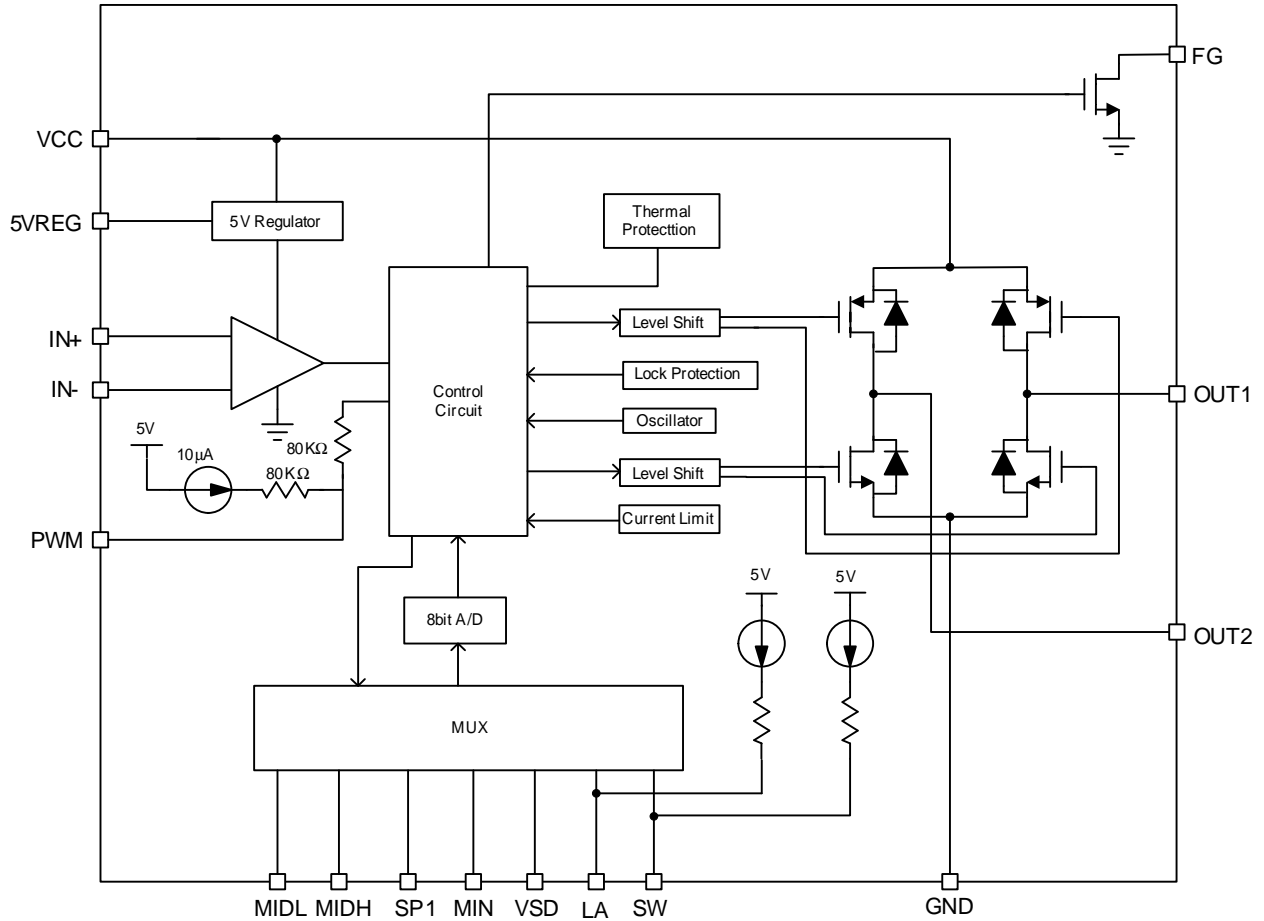 FG
VCC
5VREG
5V Regulator
Thermal
Protecttion
IN+
IN-
Level Shift
Lock Protection
Control
Circuit
Oscillator
OUT1
5V
10μA
80KΩ
80KΩ
Level Shift
Current Limit
PWM
8bit A/D
5V
5V
OUT2
MUX
MIDL
MIDH
SP1
MIN
VSD
LA
SW
GND